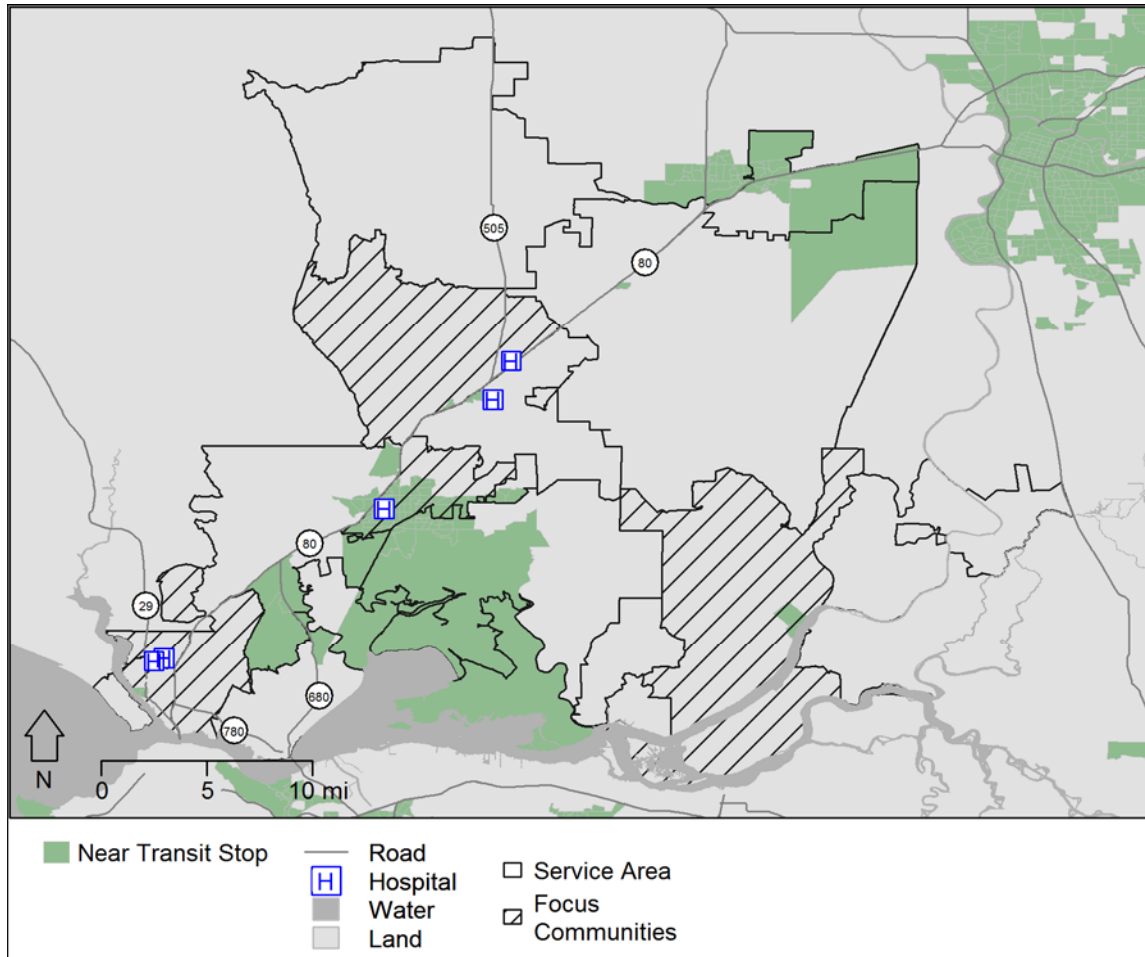 505
80
80
29
680
780
N
0 5 10 mi
Near Transit Stop
Road
Hospital
Water
Land
Service Area
Focus
Communities
H
H
H
H
H
H